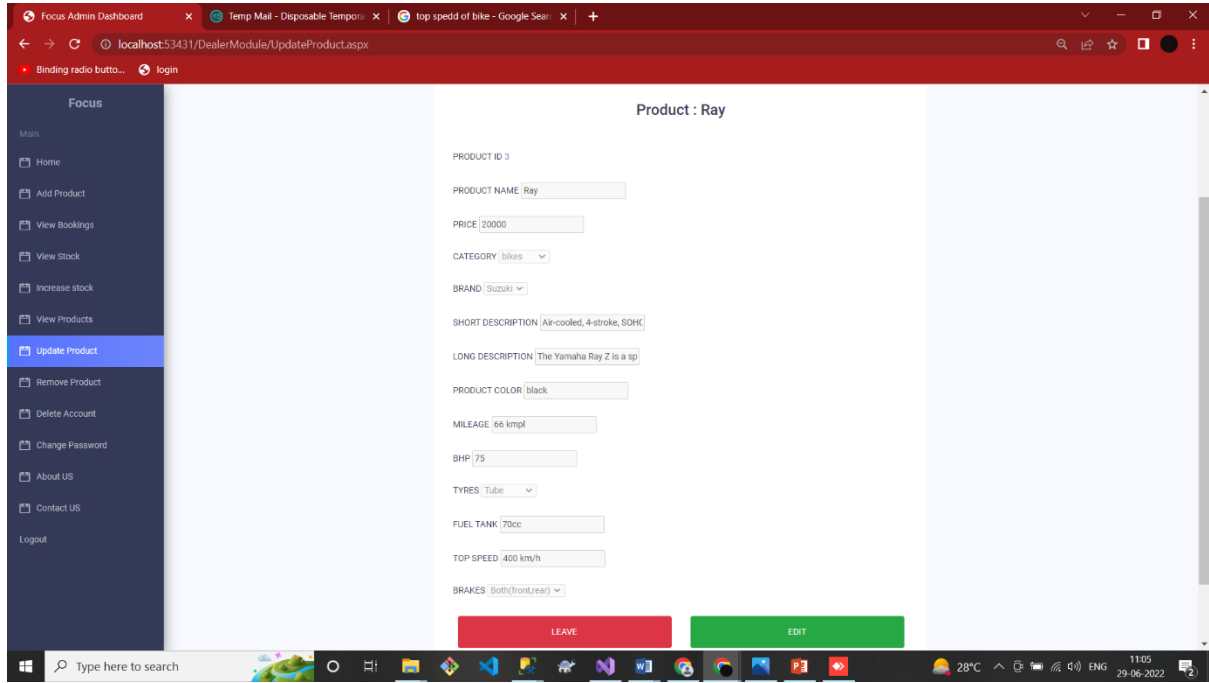 Focus Admin Dashboard
Temp Mail - Disposable Tempora
top spedd of bike - Google Searc
localhost:53431/DealerModule/UpdateProduct.aspx
Binding radio butto...
login
Focus
Main
Home
Add Product
View Bookings
View Stock
Increase stock
View Products
Update Product
Remove Product
Delete Account
Change Password
About US
Contact US
Logout
Product : Ray
PRODUCT ID 3
PRODUCT NAME Ray
PRICE 20000
CATEGORY bikes
BRAND Suzuki
SHORT DESCRIPTION Air-cooled, 4-stroke, SOHC
LONG DESCRIPTION The Yamaha Ray Z is a sp
PRODUCT COLOR black
MILEAGE 66 kmpl
BHP 75
TYRES Tube
FUEL TANK 70cc
TOP SPEED 400 km/h
BRAKES Both(front,rear)
LEAVE
EDIT
Type here to search
28°C
ENG
11:05
29-06-2022
2